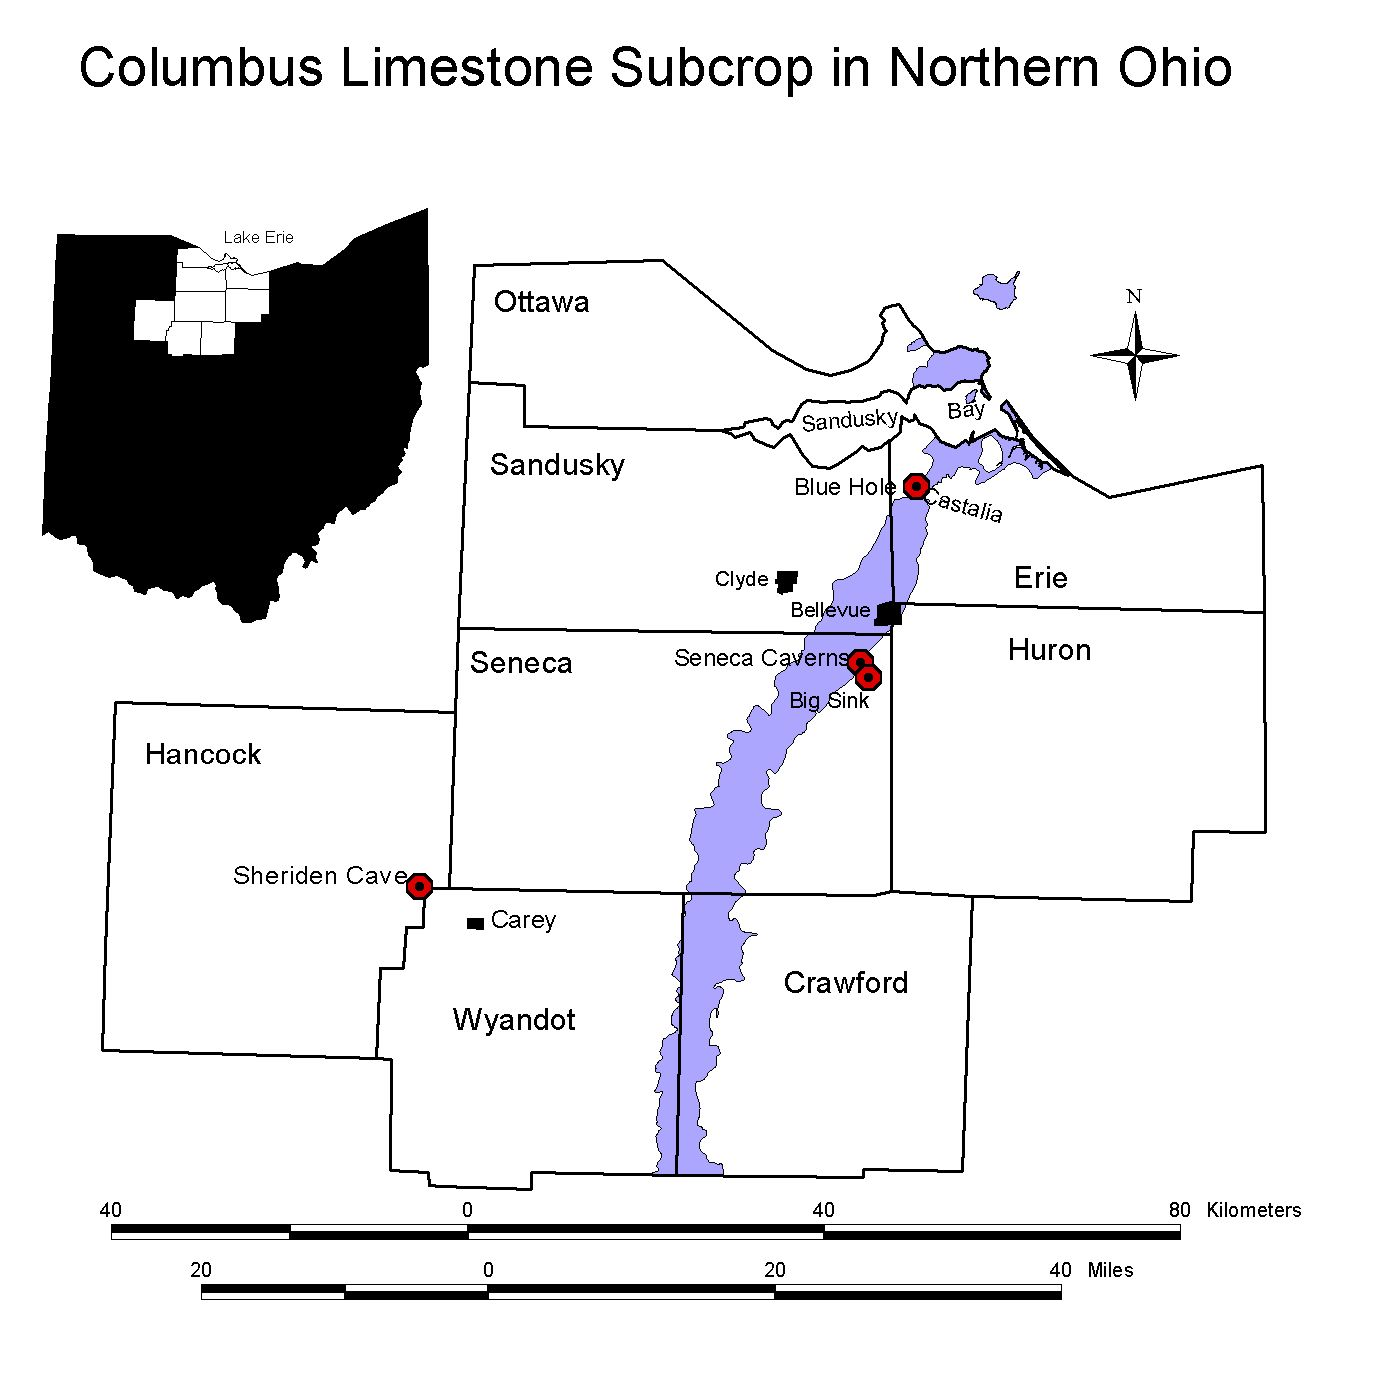 Columbus Limestone Subcrop in Northern Ohio
Lake Erie
N
Ottawa
Sandusky
Bay
Sandusky
Blue Hole
Castalia
Clyde
Erie
Bellevue
Huron
Seneca Caverns
Seneca
Big Sink
Hancock
Sheriden Cave
Carey
Crawford
Wyandot
40 0 40 80 Kilometers
20 0 20 40 Miles